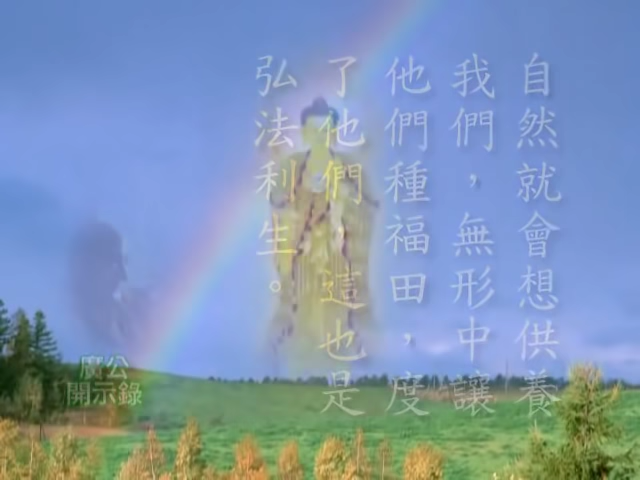 自然就會想供養
我們，無形中讓
他們種福田，度
了他們，這也是
弘法利生。
廣公
開示錄